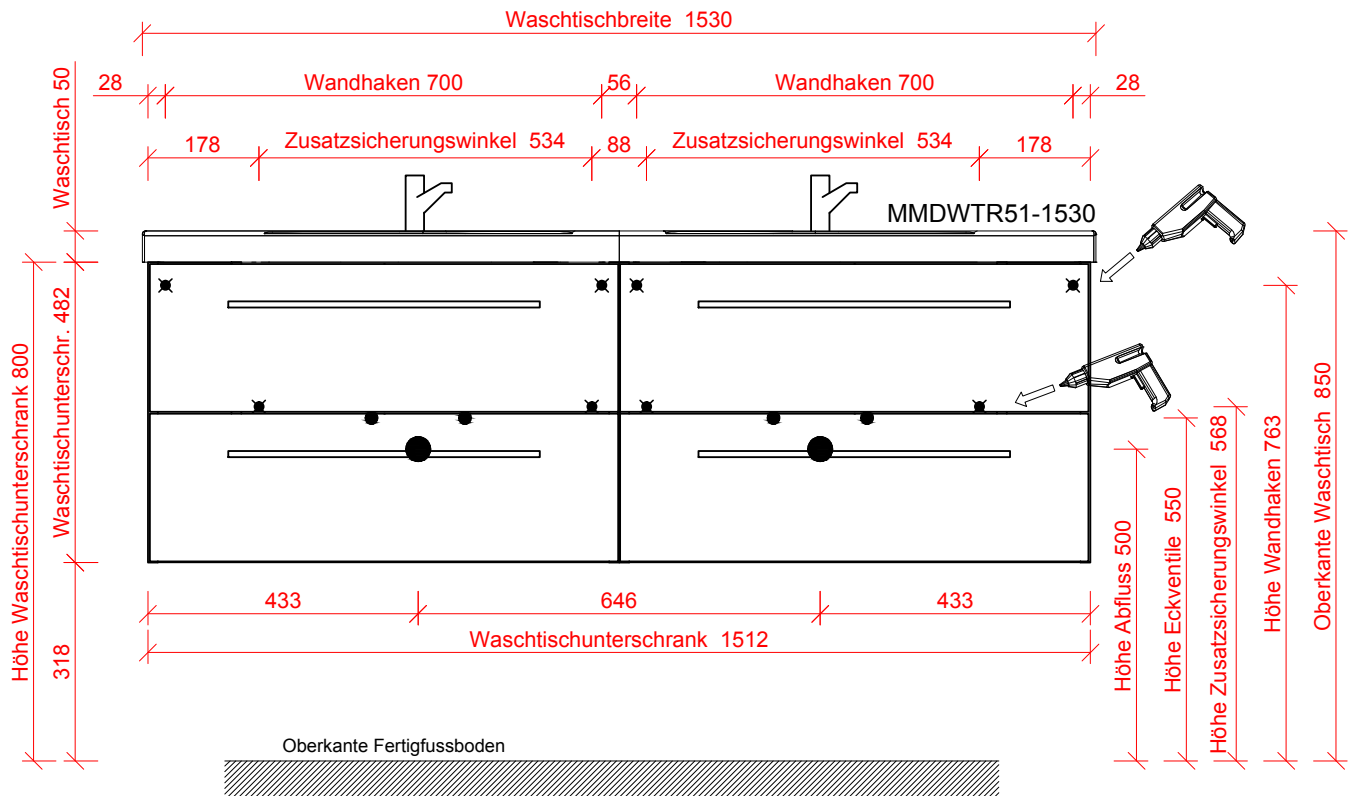 Waschtischbreite 1530
28
Wandhaken 700
56
Wandhaken 700
28
178
Zusatzsicherungswinkel 534
88
Zusatzsicherungswinkel 534
178
Waschtisch 50
MMDWTR51-1530
Höhe Waschtischunterschrank 800
Waschtischunterschr. 482
318
433
646
433
Waschtischunterschrank 1512
Höhe Abfluss 500
Höhe Eckventile 550
Höhe Zusatzsicherungswinkel 568
Höhe Wandhaken 763
Oberkante Waschtisch 850
Oberkante Fertigfussboden